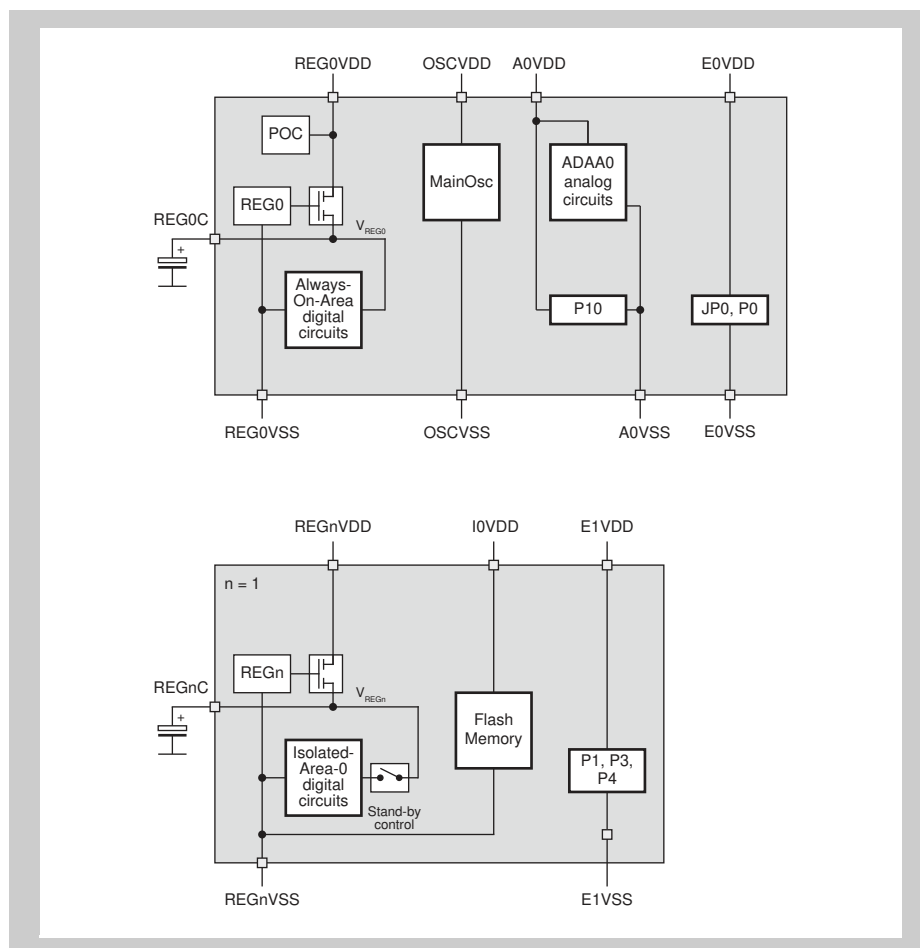 REG0VDD OSCVDD A0VDD E0VDD
POC
MainOsc
ADAA0
analog
circuits
REG0
REG0C
VREG0
+
Always-
On-Area
digital
circuits
P10
JP0, P0
REG0VSS OSCVSS A0VSS E0VSS
REGnVDD I0VDD E1VDD
n = 1
REGn
REGnC
VREGn
+
Flash
Memory
Isolated-
Area-0
digital
circuits
P1, P3,
P4
Stand-by
control
REGnVSS E1VSS